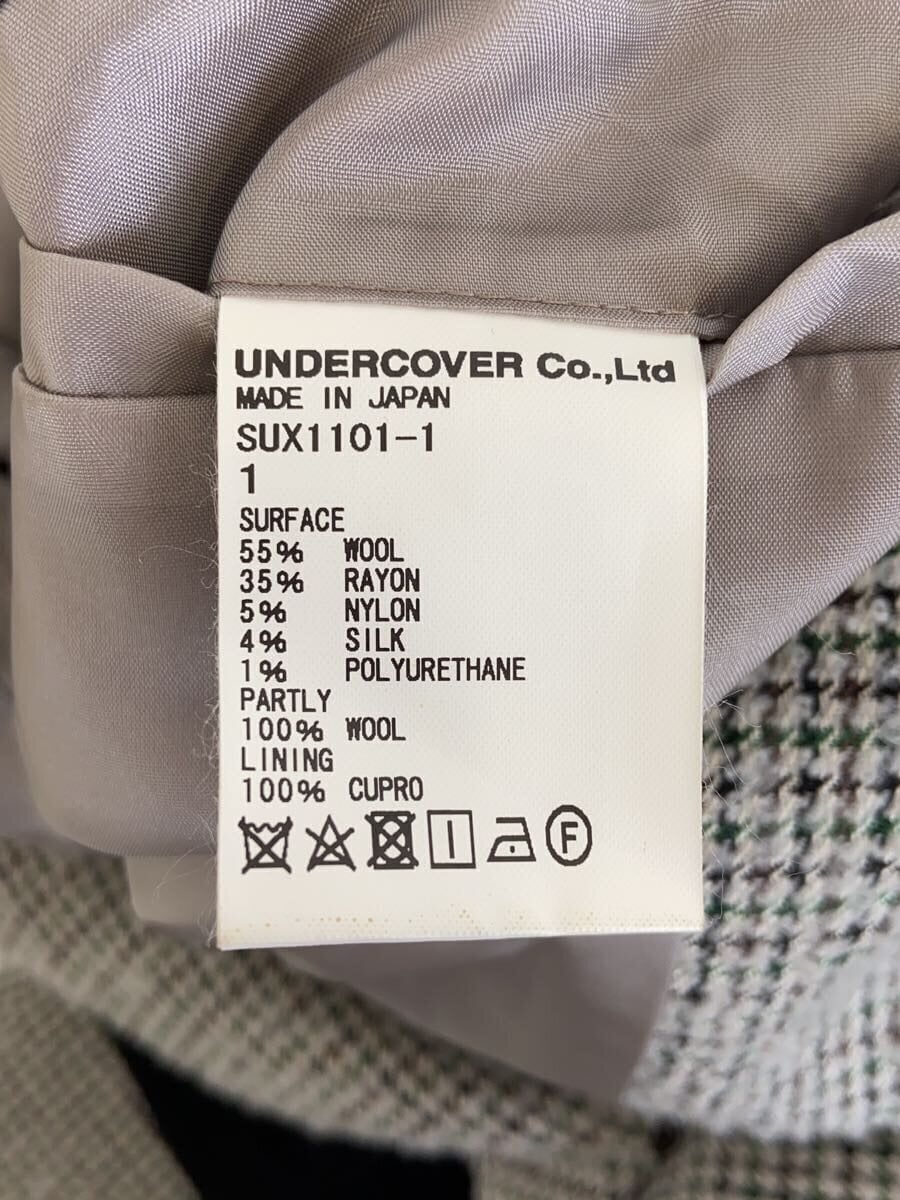 UNDERCOVER Co.,Ltd
MADE IN JAPAN
SUX1101-1
1
SURFACE
55% WOOL
35% RAYON
5% NYLON
4% SILK
1% POLYURETHANE
PARTLY
100% WOOL
LINING
100% CUPRO
F